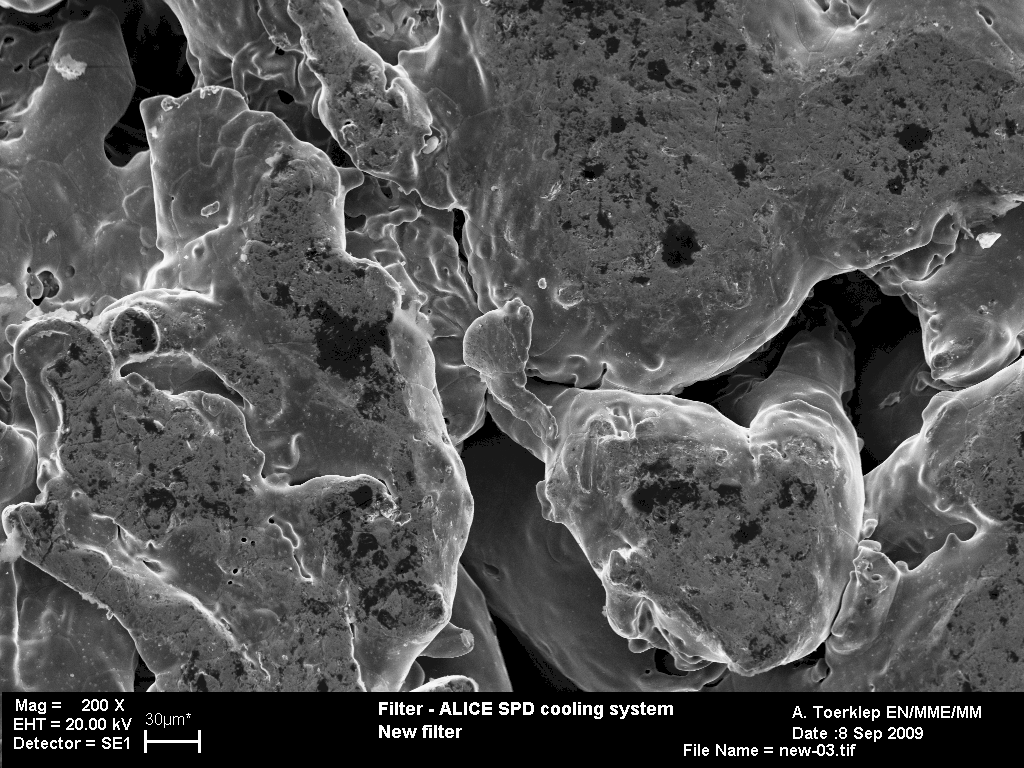 Mag = 200 X
EHT = 20.00 kV
Detector = SE1
30µm*
Filter - ALICE SPD cooling system
New filter
A. Toerklep EN/MME/MM
Date :8 Sep 2009
File Name = new-03.tif